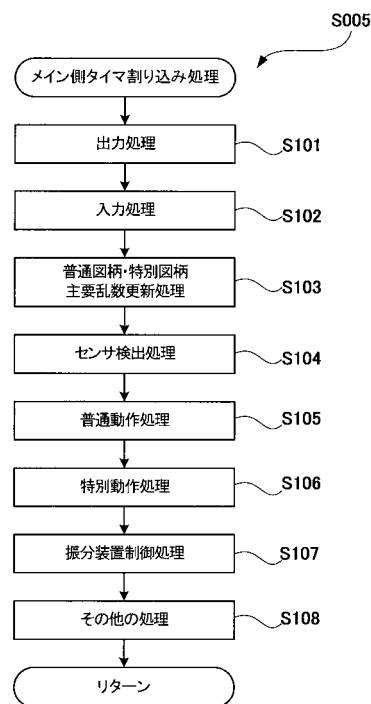 S005
メイン側タイマ割り込み処理
出力処理
S101
入力処理
S102
普通図柄・特別図柄
主要乱数更新処理
S103
センサ検出処理
S104
普通動作処理
S105
特別動作処理
S106
振分装置制御処理
S107
その他の処理
S108
リターン